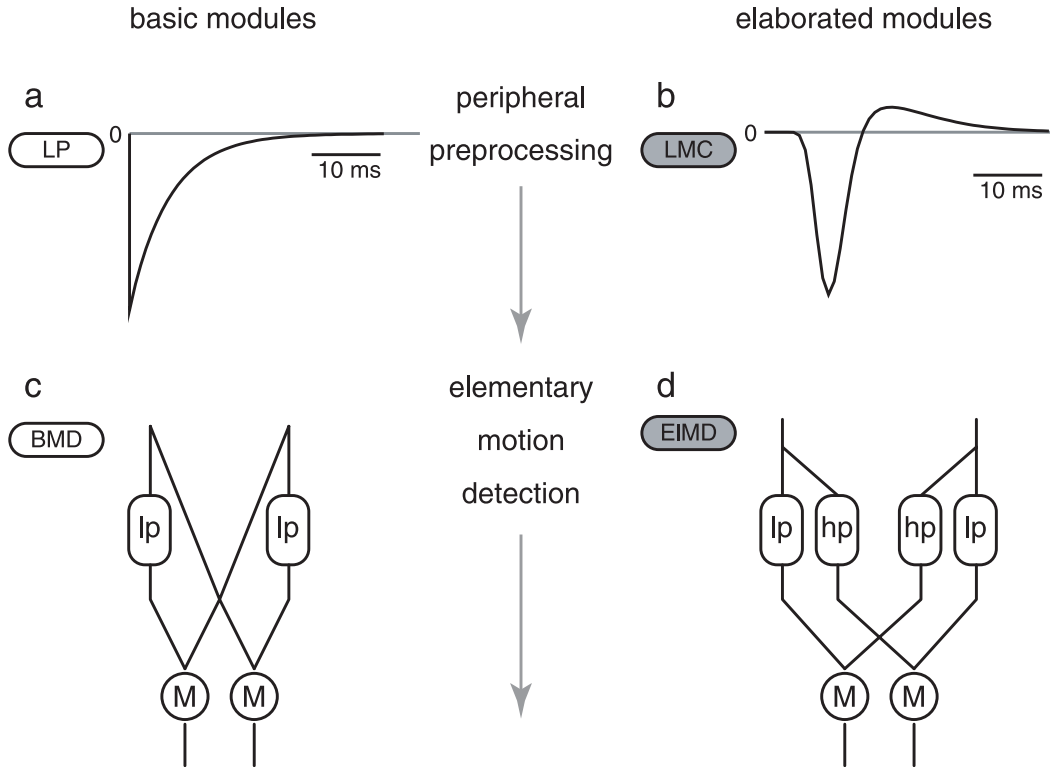 basic modules
elaborated modules
a
peripheral
b
0
LP
preprocessing
LMC
0
10 ms
10 ms
c
elementary
d
BMD
motion
EIMD
detection
lp
lp
lp
hp
hp
lp
M
M
M
M